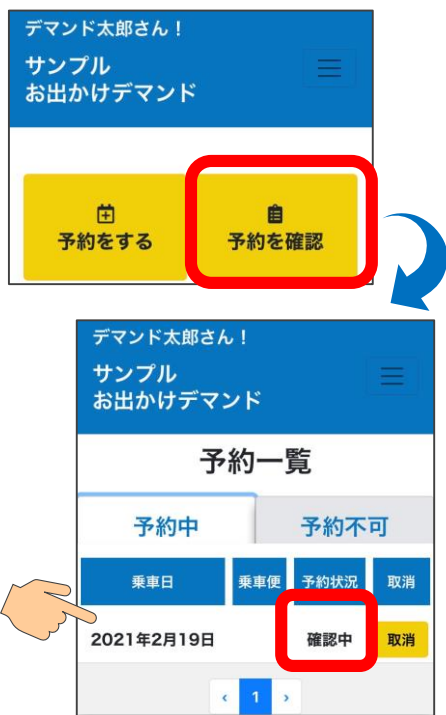 デマンド太郎さん！
サンプル
お出かけデマンド
予約をする
予約を確認
デマンド太郎さん！
サンプル
お出かけデマンド
予約一覧
予約中 予約不可
乗車日 乗車便 予約状況 取消
2021年2月19日 確認中 取消
‹ 1 ›